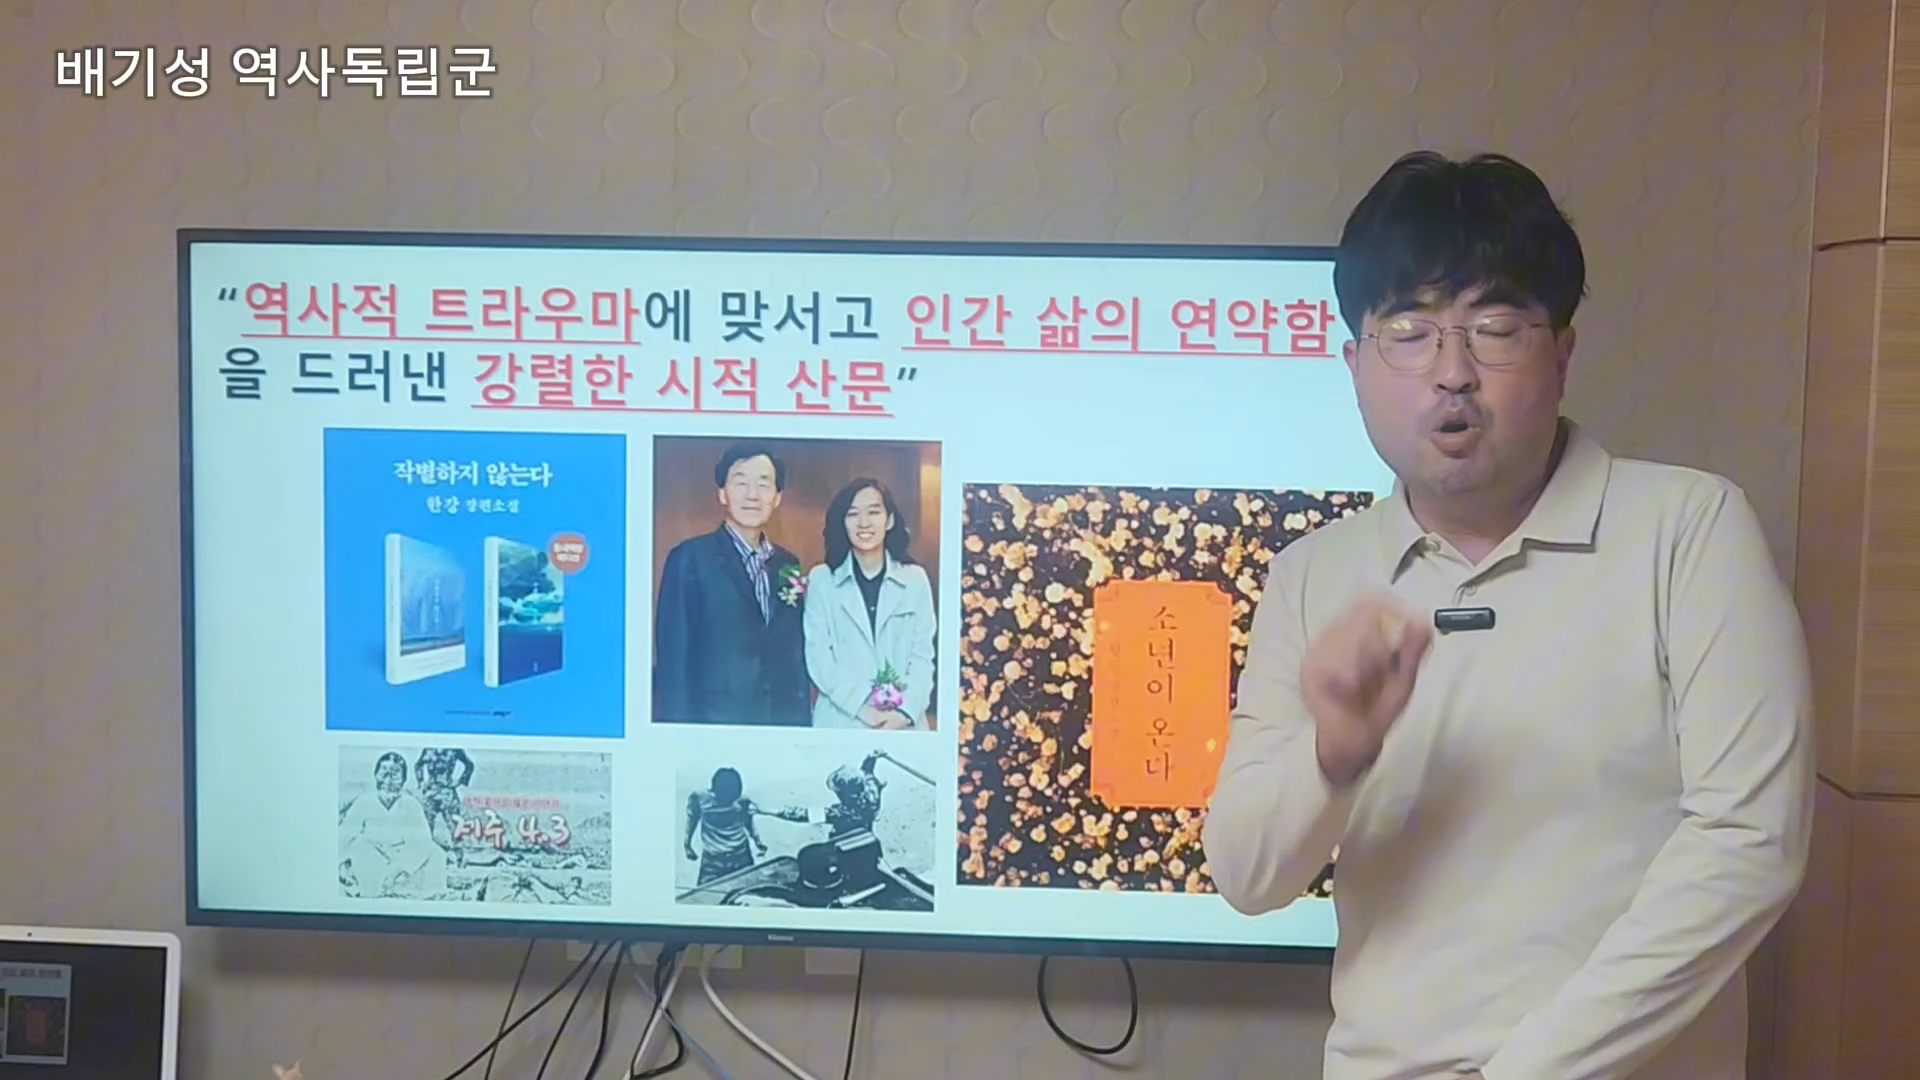 배기성 역사독립군
“역사적 트라우마에 맞서고 인간 삶의 연약함
을 드러낸 강렬한 시적 산문”
작별하지 않는다
한강 장편소설
소년이 온다
제주 4.3